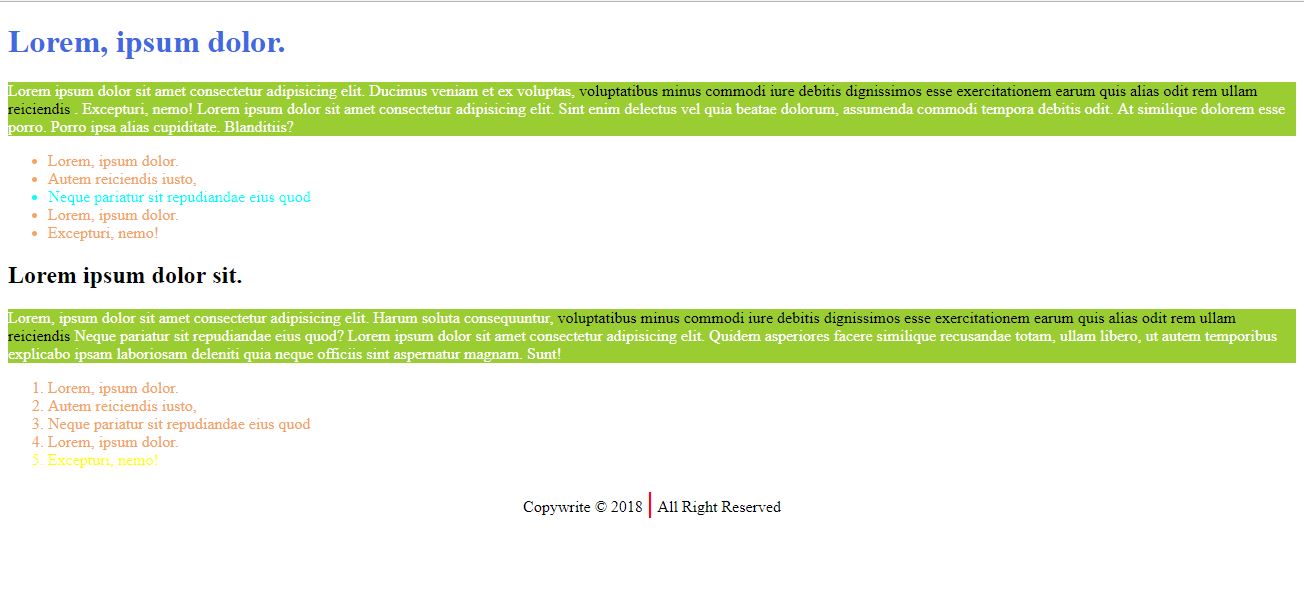 Lorem, ipsum dolor.
Lorem ipsum dolor sit amet consectetur adipisicing elit. Ducimus veniam et ex voluptas, voluptatibus minus commodi iure debitis dignissimos esse exercitationem earum quis alias odit rem ullam
reiciendis . Excepturi, nemo! Lorem ipsum dolor sit amet consectetur adipisicing elit. Sint enim delectus vel quia beatae dolorum, assumenda commodi tempora debitis odit. At similique dolorem esse
porro. Porro ipsa alias cupiditate. Blanditiis?
• Lorem, ipsum dolor.
• Autem reiciendis iusto,
• Neque pariatur sit repudiandae eius quod
• Lorem, ipsum dolor.
• Excepturi, nemo!
Lorem ipsum dolor sit.
Lorem, ipsum dolor sit amet consectetur adipisicing elit. Harum soluta consequuntur, voluptatibus minus commodi iure debitis dignissimos esse exercitationem earum quis alias odit rem ullam
reiciendis Neque pariatur sit repudiandae eius quod? Lorem ipsum dolor sit amet consectetur adipisicing elit. Quidem asperiores facere similique recusandae totam, ullam libero, ut autem temporibus
explicabo ipsam laboriosam deleniti quia neque officiis sint aspernatur magnam. Sunt!
1. Lorem, ipsum dolor.
2. Autem reiciendis iusto,
3. Neque pariatur sit repudiandae eius quod
4. Lorem, ipsum dolor.
5. Excepturi, nemo!
Copywrite © 2018 | All Right Reserved